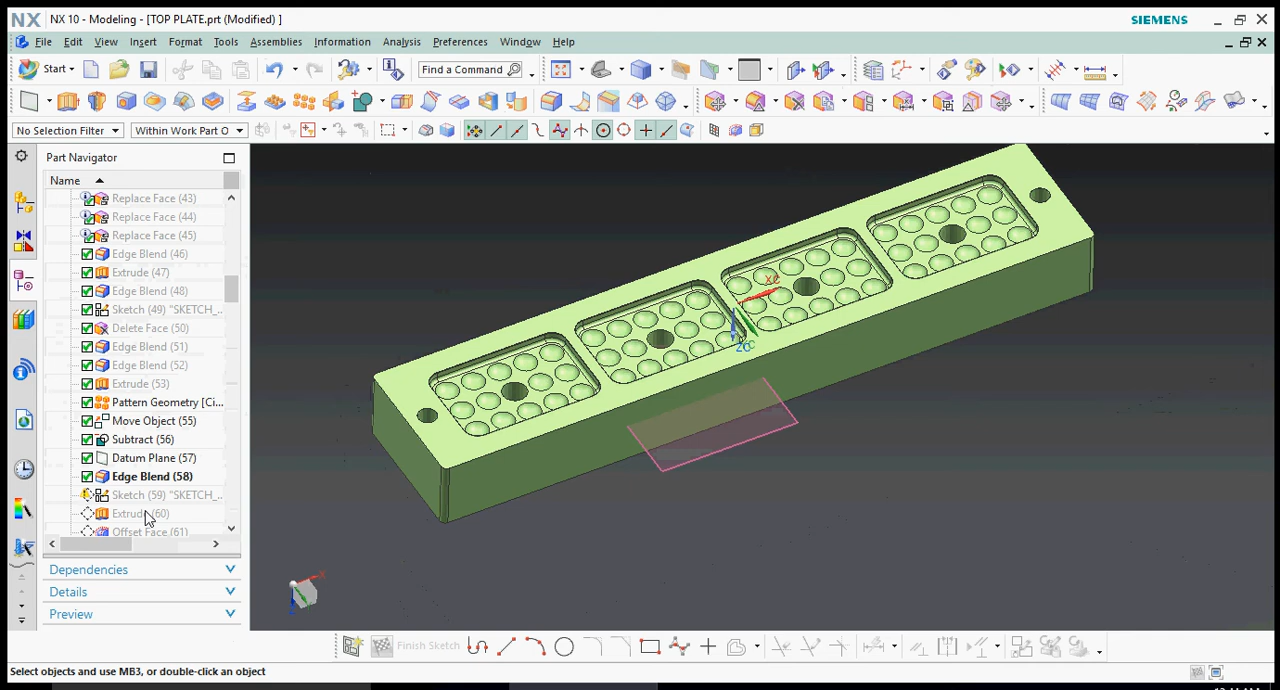 NX NX 10 - Modeling - [TOP PLATE.prt (Modified) ] SIEMENS
File Edit View Insert Format Tools Assemblies Information Analysis Preferences Window Help
Start Find a Command
No Selection Filter Within Work Part O
Part Navigator
Name
Replace Face (43)
Replace Face (44)
Replace Face (45)
Edge Blend (46)
Extrude (47)
Edge Blend (48)
Sketch (49) "SKETCH_...
Delete Face (50)
Edge Blend (51)
Edge Blend (52)
Extrude (53)
Pattern Geometry [Ci...
Move Object (55)
Subtract (56)
Datum Plane (57)
Edge Blend (58)
Sketch (59) "SKETCH_...
Extrude (60)
Offset Face (61)
Dependencies
Details
Preview
XC
ZC
X
Finish Sketch
Select objects and use MB3, or double-click an object